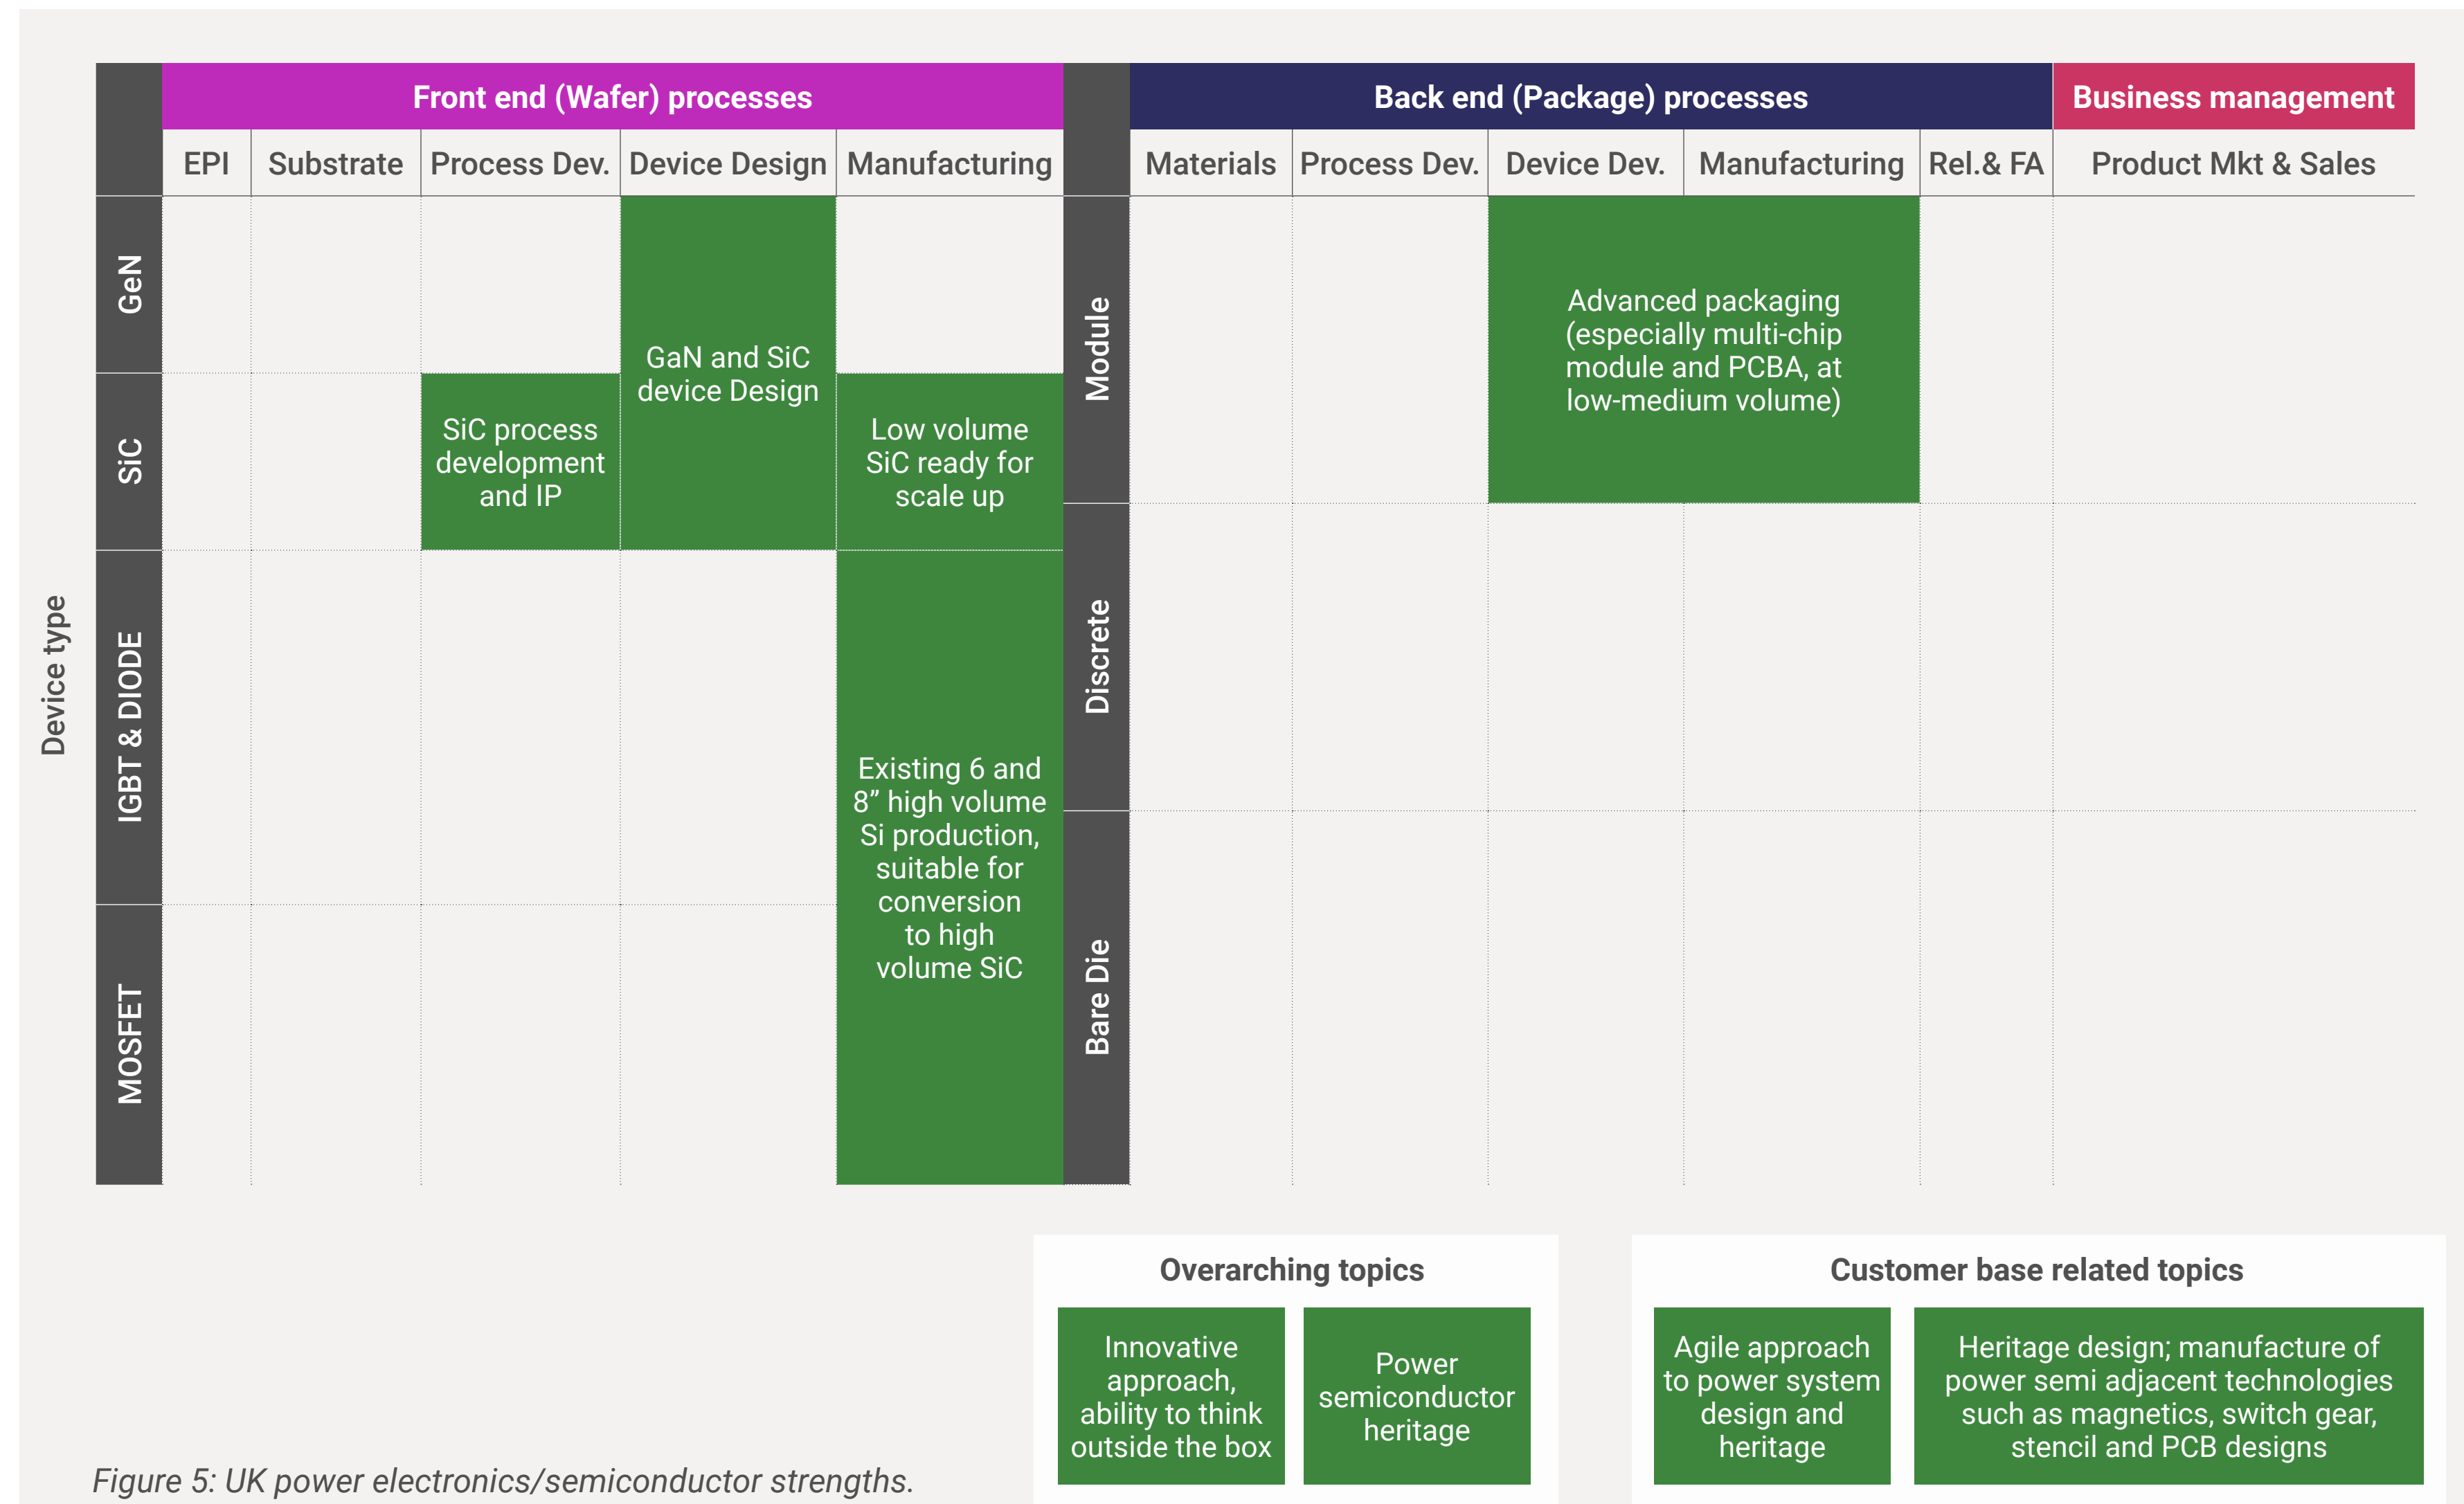 Front end (Wafer) processes
Back end (Package) processes
Business management
EPI
Substrate
Process Dev.
Device Design
Manufacturing
Materials
Process Dev.
Device Dev.
Manufacturing
Rel.& FA
Product Mkt & Sales
Device type
GeN
SiC
IGBT & DIODE
MOSFET
GaN and SiC
device Design
SiC process
development
and IP
Low volume
SiC ready for
scale up
Existing 6 and
8” high volume
Si production,
suitable for
conversion
to high
volume SiC
Module
Discrete
Bare Die
Advanced packaging
(especially multi-chip
module and PCBA, at
low-medium volume)
Overarching topics
Innovative
approach,
ability to think
outside the box
Power
semiconductor
heritage
Customer base related topics
Agile approach
to power system
design and
heritage
Heritage design; manufacture of
power semi adjacent technologies
such as magnetics, switch gear,
stencil and PCB designs
Figure 5: UK power electronics/semiconductor strengths.